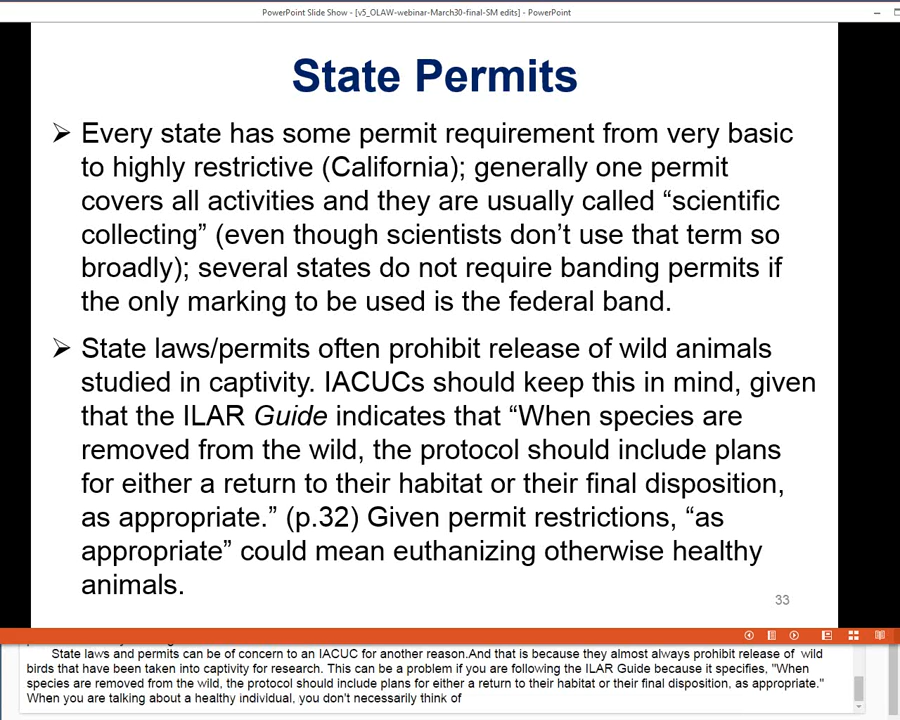 PowerPoint Slide Show - [v5_OLAW-webinar-March30-final-SM edits] - PowerPoint
State Permits
➢ Every state has some permit requirement from very basic
to highly restrictive (California); generally one permit
covers all activities and they are usually called “scientific
collecting” (even though scientists don’t use that term so
broadly); several states do not require banding permits if
the only marking to be used is the federal band.
➢ State laws/permits often prohibit release of wild animals
studied in captivity. IACUCs should keep this in mind, given
that the ILAR Guide indicates that “When species are
removed from the wild, the protocol should include plans
for either a return to their habitat or their final disposition,
as appropriate.” (p.32) Given permit restrictions, “as
appropriate” could mean euthanizing otherwise healthy
animals.
33
State laws and permits can be of concern to an IACUC for another reason.And that is because they almost always prohibit release of wild
birds that have been taken into captivity for research. This can be a problem if you are following the ILAR Guide because it specifies, "When
species are removed from the wild, the protocol should include plans for either a return to their habitat or their final disposition, as appropriate."
When you are talking about a healthy individual, you don't necessarily think of